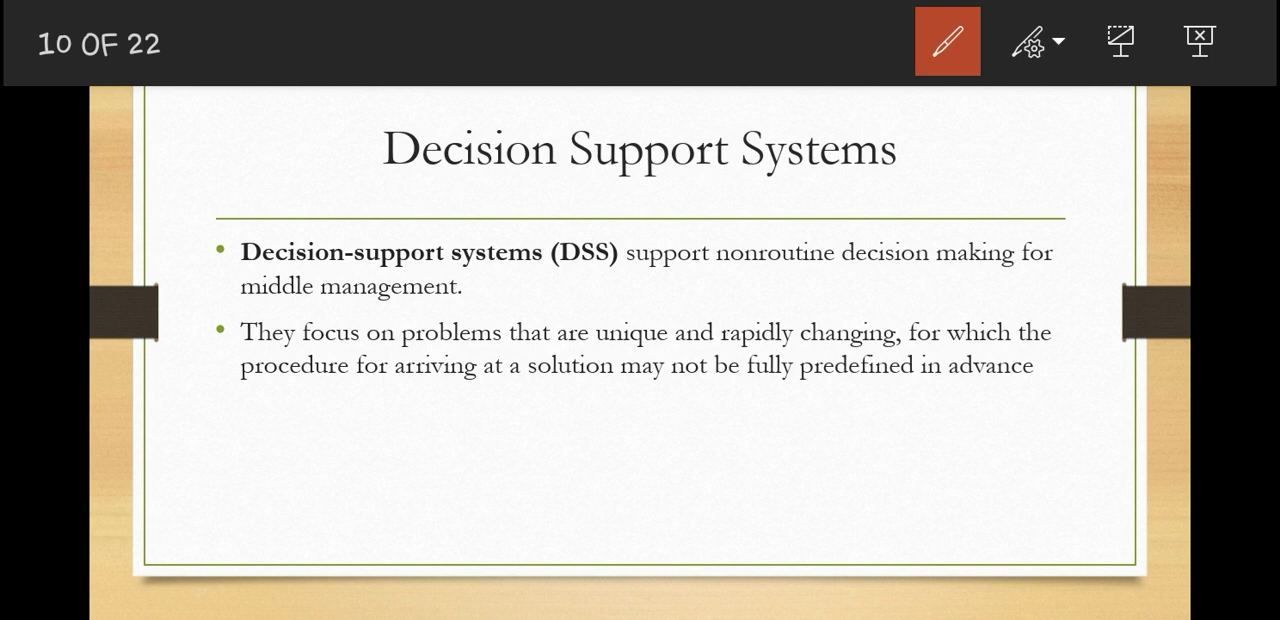 10 OF 22
Decision Support Systems
• Decision-support systems (DSS) support nonroutine decision making for
middle management.
• They focus on problems that are unique and rapidly changing, for which the
procedure for arriving at a solution may not be fully predefined in advance